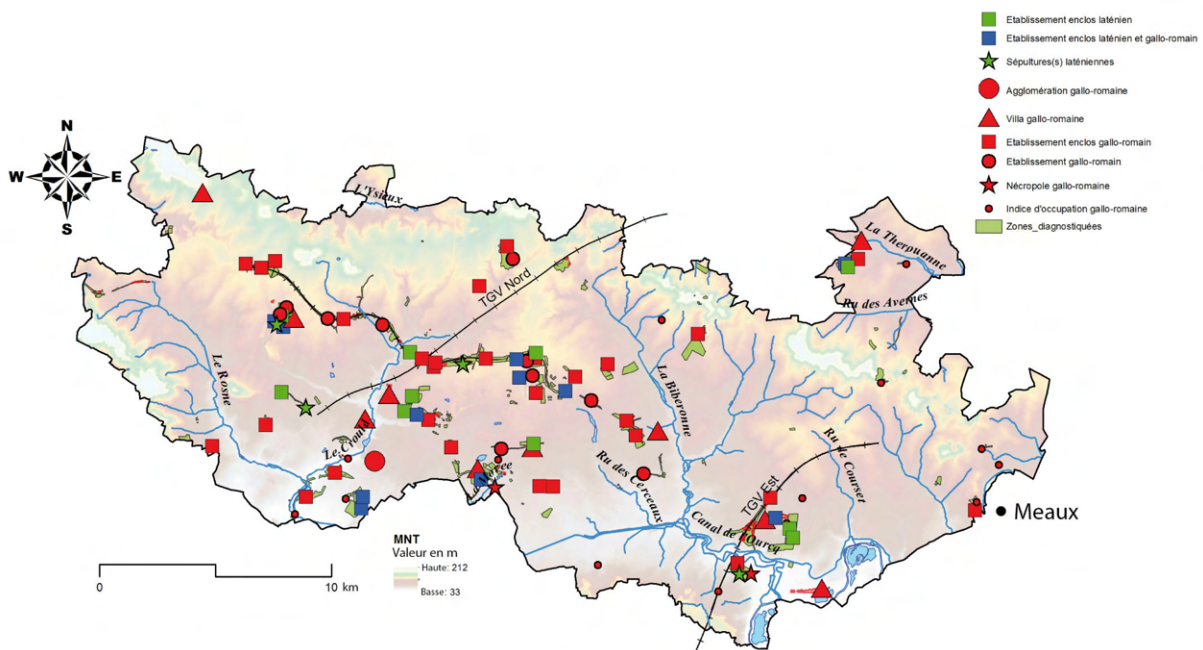 Etablissement enclos laténien
Etablissement enclos laténien et gallo-romain
Sépultures(s) laténiennes
Agglomération gallo-romaine
Villa gallo-romaine
Etablissement enclos gallo-romain
Etablissement gallo-romain
Nécropole gallo-romaine
Indice d'occupation gallo-romaine
Zones_diagnostiquées
N
W E
S
L'Ysieux
La Therouanne
Ru des Avernes
TGV Nord
Le Rosne
La Biberonne
Le Crould
Ru des Cerceaux
Ru de Courset
TGV Est
Canal de l'Ourcq
Meaux
MNT
Valeur en m
Haute: 212
Basse: 33
0 10 km